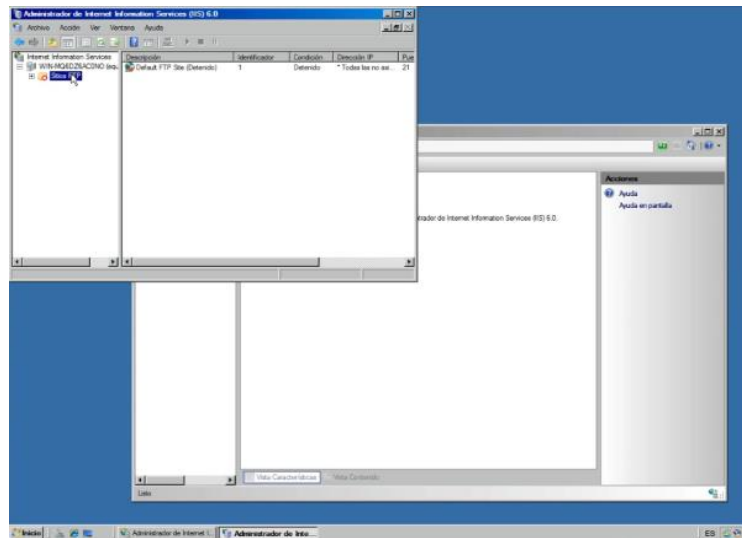 Administrador de Internet Information Services (IIS) 6.0
Archivo Acción Ver Ventana Ayuda
Internet Information Services
Sitios FTP
Descripción Identificador Condición Dirección IP Pue
Default FTP Site (Detenido) 1 Detenido * Todas las no asi... 21
Acciones
Ayuda
Ayuda en pantalla
trador de Internet Information Services (IIS) 6.0.
Vista Características Vista Contenido
Listo
Inicio Administrador de Internet I... Administrador de Inte... ES